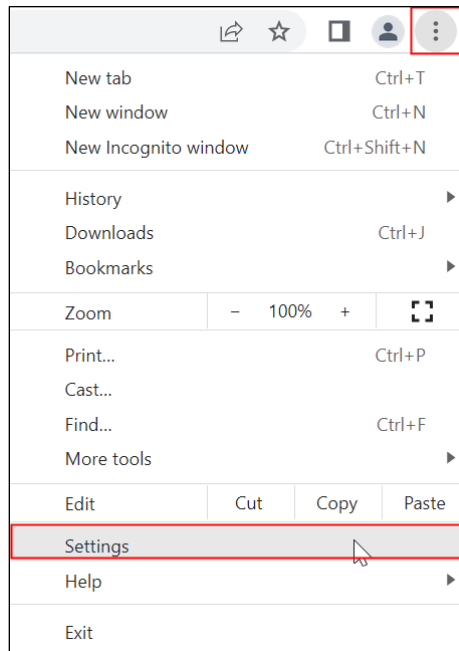 New tab Ctrl+T
New window Ctrl+N
New Incognito window Ctrl+Shift+N
History
Downloads Ctrl+J
Bookmarks
Zoom - 100% +
Print... Ctrl+P
Cast...
Find... Ctrl+F
More tools
Edit Cut Copy Paste
Settings
Help
Exit